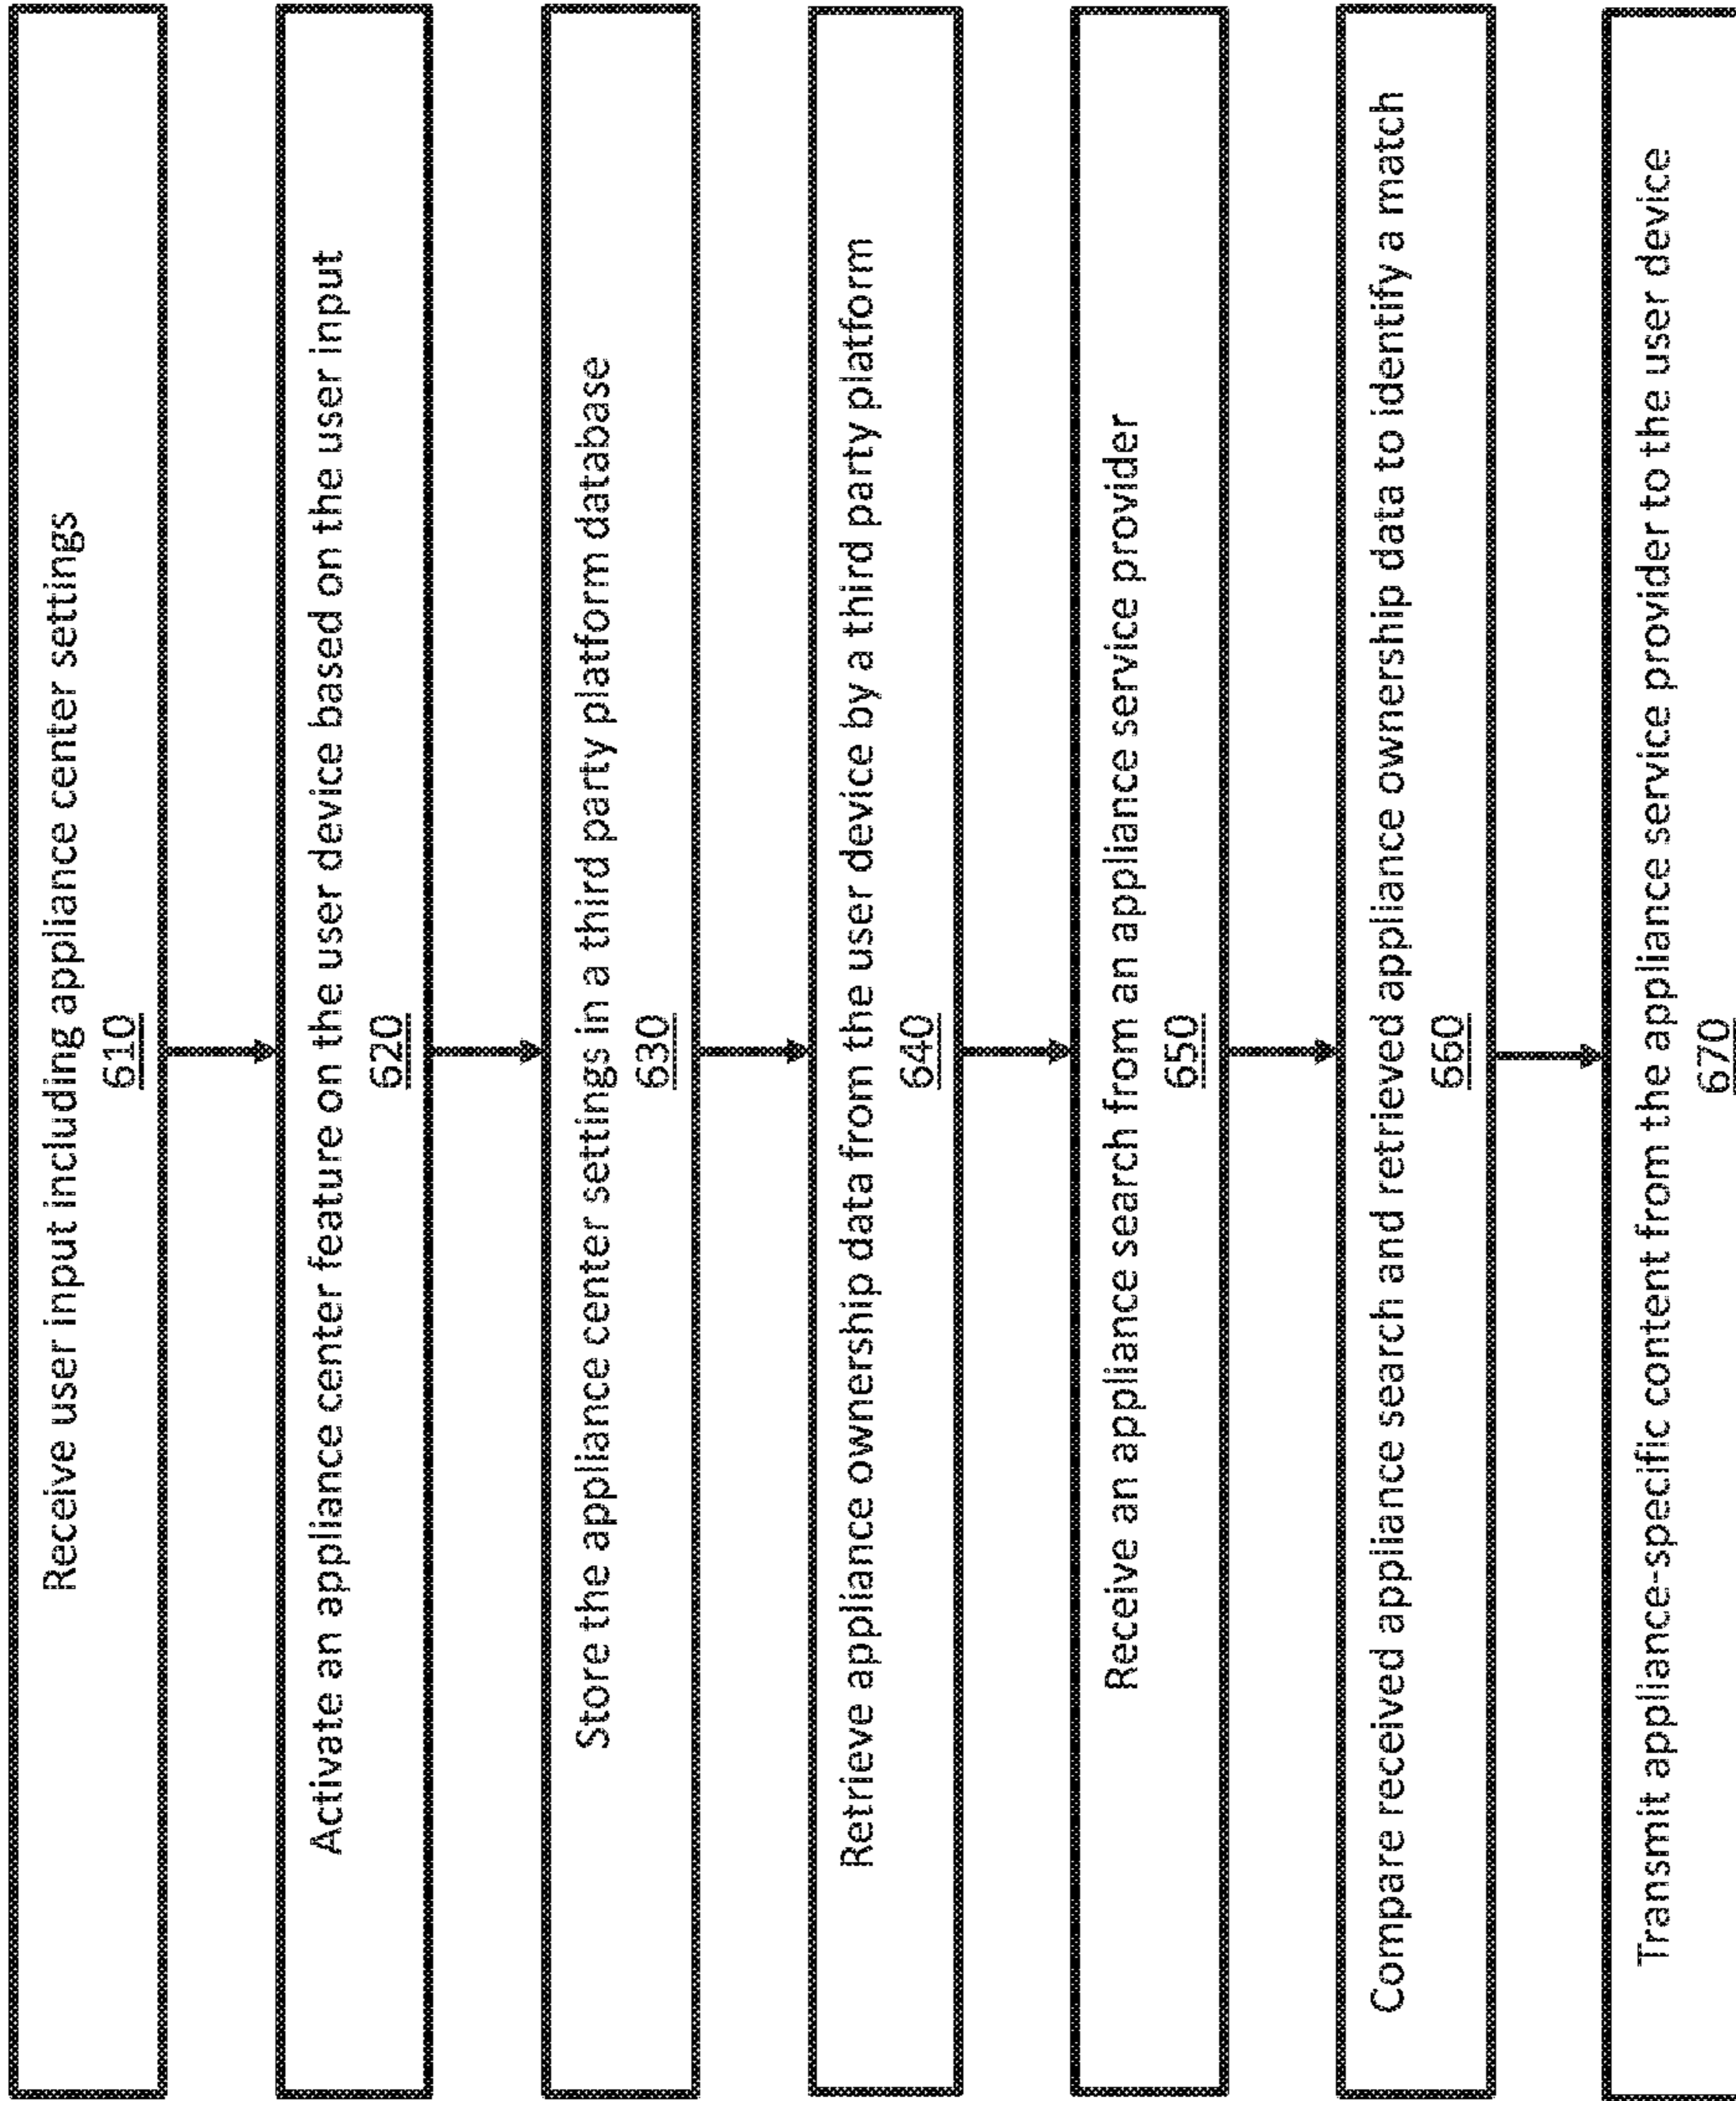 Receive user input including appliance center settings
610
Activate an appliance center feature on the user device based on the user input
620
Store the appliance center settings in a third party platform database
630
Retrieve appliance ownership data from the user device by a third party platform
640
Receive an appliance search from an appliance service provider
650
Compare received appliance search and retrieved appliance ownership data to identify a match
660
Transmit appliance-specific content from the appliance service provider to the user device
670